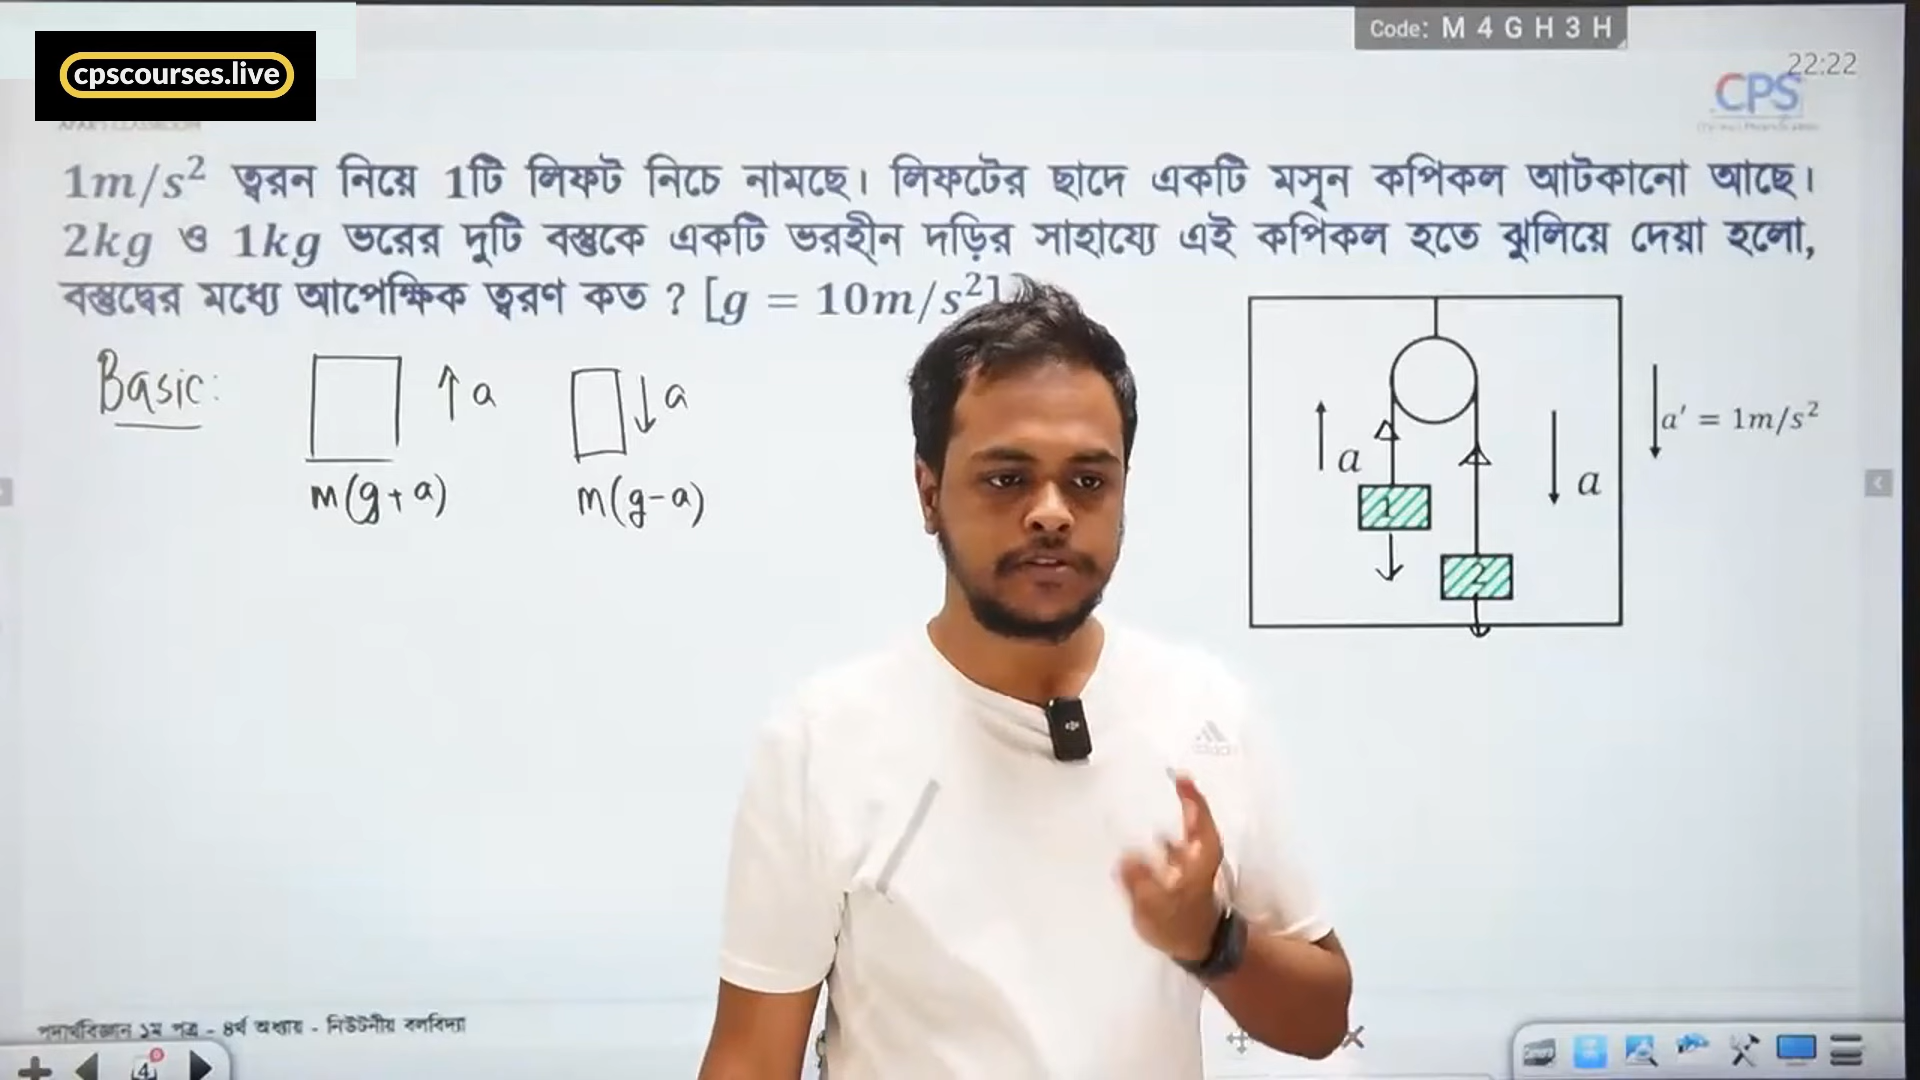 Code: M 4 G H 3 H
cpscourses.live
22:22
CPS
1m/s² ত্বরন নিয়ে 1টি লিফট নিচে নামছে। লিফটের ছাদে একটি মসৃন কপিকল আটকানো আছে।
2kg ও 1kg ভরের দুটি বস্তুকে একটি ভরহীন দড়ির সাহায্যে এই কপিকল হতে ঝুলিয়ে দেয়া হলো,
বস্তুদ্বের মধ্যে আপেক্ষিক ত্বরণ কত ? [g = 10m/s²]
Basic: ↑ a ↓ a
m(g+a) m(g-a)
a a a' = 1m/s²
1
2
পদার্থবিজ্ঞান ১ম পত্র - ৪র্থ অধ্যায় - নিউটনীয় বলবিদ্যা
4